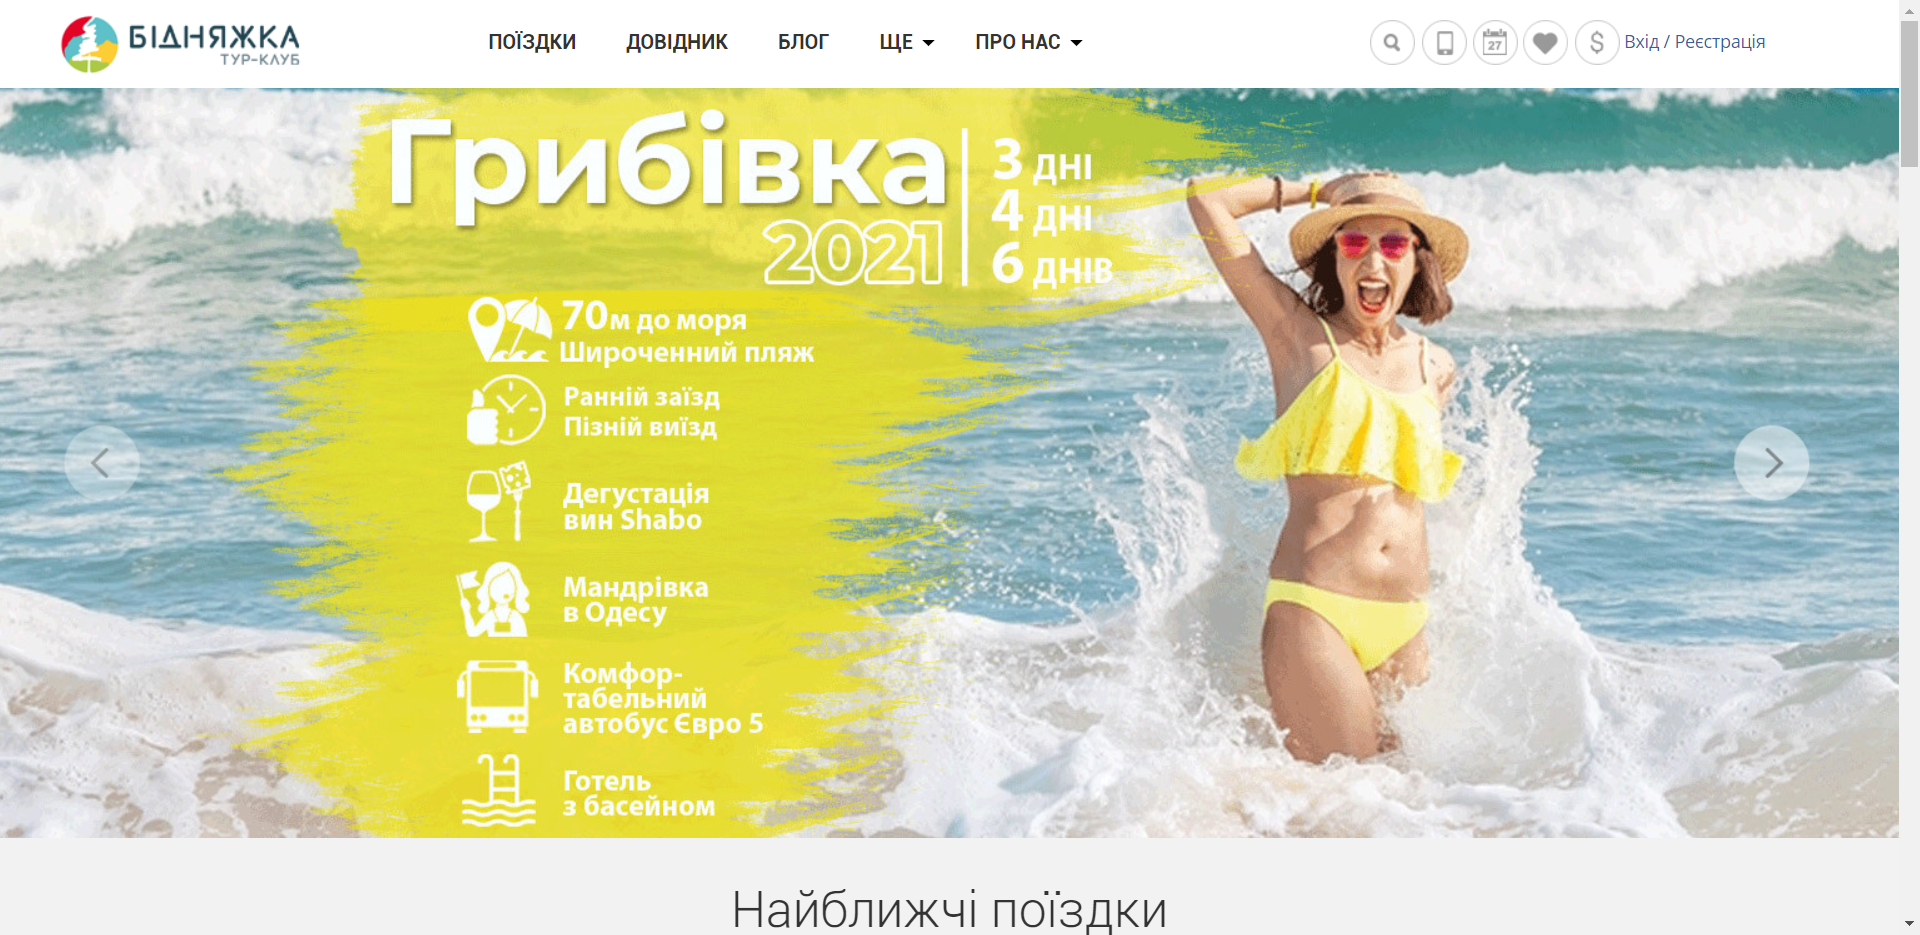 БІДНЯЖКА
ТУР-КЛУБ
ПОЇЗДКИ
ДОВІДНИК
БЛОГ
ЩЕ
ПРО НАС
27
$
Вхід / Реєстрація
Грибівка
2021
3 дні
4 дні
6 днів
70м до моря
Широченний пляж
Ранній заїзд
Пізній виїзд
Дегустація
вин Shabo
Мандрівка
в Одесу
Комфор-
табельний
автобус Євро 5
Готель
з басейном
Найближчі поїздки